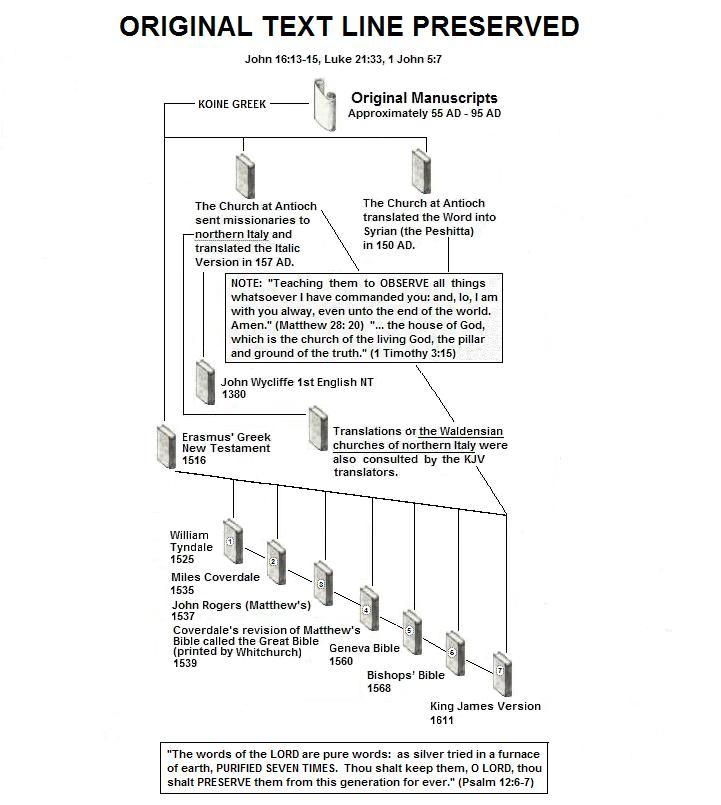 ORIGINAL TEXT LINE PRESERVED
John 16:13-15, Luke 21:33, 1 John 5:7
KOINE GREEK
Original Manuscripts
Approximately 55 AD - 95 AD
The Church at Antioch
sent missionaries to
northern Italy and
translated the Italic
Version in 157 AD.
The Church at Antioch
translated the Word into
Syrian (the Peshitta)
in 150 AD.
NOTE: "Teaching them to OBSERVE all things
whatsoever I have commanded you: and, lo, I am
with you alway, even unto the end of the world.
Amen." (Matthew 28: 20) "... the house of God,
which is the church of the living God, the pillar
and ground of the truth." (1 Timothy 3:15)
John Wycliffe 1st English NT
1380
Translations of the Waldensian
churches of northern Italy were
also consulted by the KJV
translators.
Erasmus' Greek
New Testament
1516
William
Tyndale
1525
1
Miles Coverdale
1535
2
John Rogers (Matthew's)
1537
3
Coverdale's revision of Matthew's
Bible called the Great Bible
(printed by Whitchurch)
1539
4
Geneva Bible
1560
5
Bishops' Bible
1568
6
King James Version
1611
7
"The words of the LORD are pure words: as silver tried in a furnace
of earth, PURIFIED SEVEN TIMES. Thou shalt keep them, O LORD, thou
shalt PRESERVE them from this generation for ever." (Psalm 12:6-7)